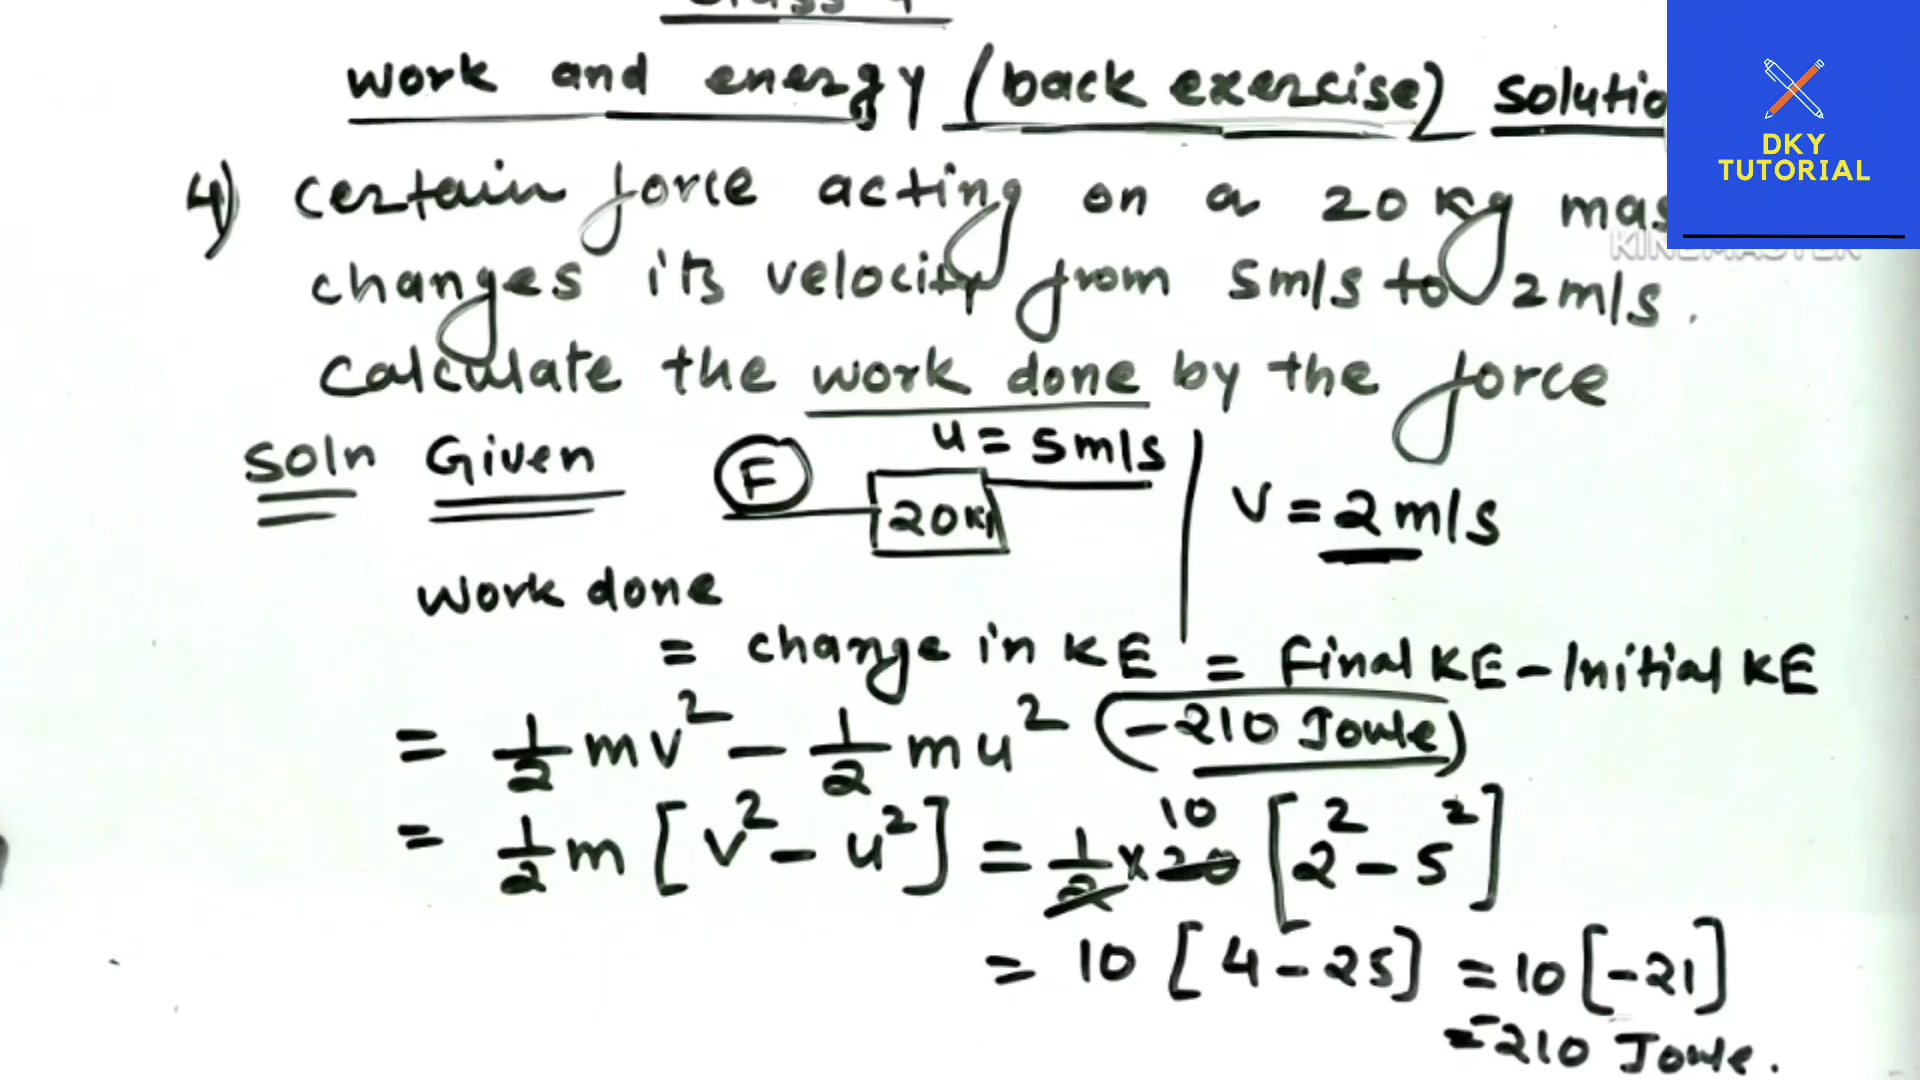 work and energy (back exercise)
DKY
TUTORIAL
4) certain force acting on a 20 kg
changes its velocity from 5m/s to 2m/s.
Calculate the work done by the force
Soln Given F 20kg u = 5m/s V = 2m/s
work done
= change in KE = Final KE - Initial KE
= 1/2 mv² - 1/2 mu² (-210 Joule)
= 1/2 m [v² - u²] = 1/2 x 20 10 [2² - 5²]
= 10 [4 - 25] = 10 [-21]
= -210 Joule.